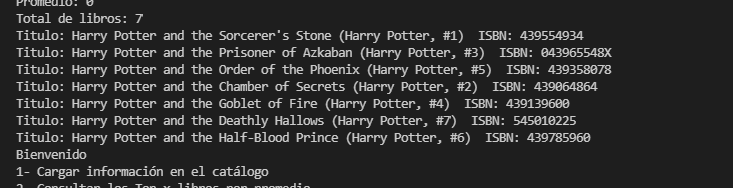 Promedio: 0
Total de libros: 7
Titulo: Harry Potter and the Sorcerer's Stone (Harry Potter, #1)  ISBN: 439554934
Titulo: Harry Potter and the Prisoner of Azkaban (Harry Potter, #3)  ISBN: 043965548X
Titulo: Harry Potter and the Order of the Phoenix (Harry Potter, #5)  ISBN: 439358078
Titulo: Harry Potter and the Chamber of Secrets (Harry Potter, #2)  ISBN: 439064864
Titulo: Harry Potter and the Goblet of Fire (Harry Potter, #4)  ISBN: 439139600
Titulo: Harry Potter and the Deathly Hallows (Harry Potter, #7)  ISBN: 545010225
Titulo: Harry Potter and the Half-Blood Prince (Harry Potter, #6)  ISBN: 439785960
Bienvenido
1- Cargar información en el catálogo
2- Consultar los Top x libros por promedio